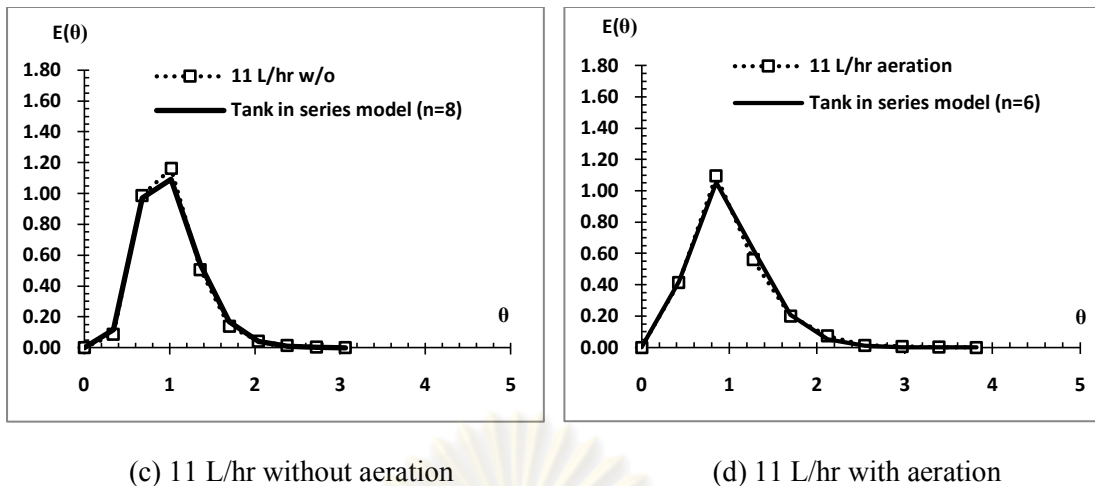 E(θ)
1.80
1.60
1.40
1.20
1.00
0.80
0.60
0.40
0.20
0.00
0 1 2 3 4 5
θ
11 L/hr w/o
Tank in series model (n=8)
(c) 11 L/hr without aeration
E(θ)
1.80
1.60
1.40
1.20
1.00
0.80
0.60
0.40
0.20
0.00
0 1 2 3 4 5
θ
11 L/hr aeration
Tank in series model (n=6)
(d) 11 L/hr with aeration